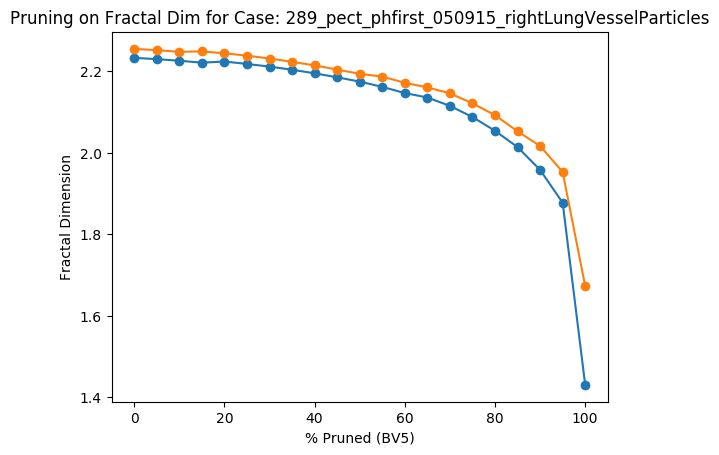 Pruning on Fractal Dim for Case: 289_pect_phfirst_050915_rightLungVesselParticles
2.2
2.0
1.8
1.6
1.4
Fractal Dimension
0 20 40 60 80 100
% Pruned (BV5)